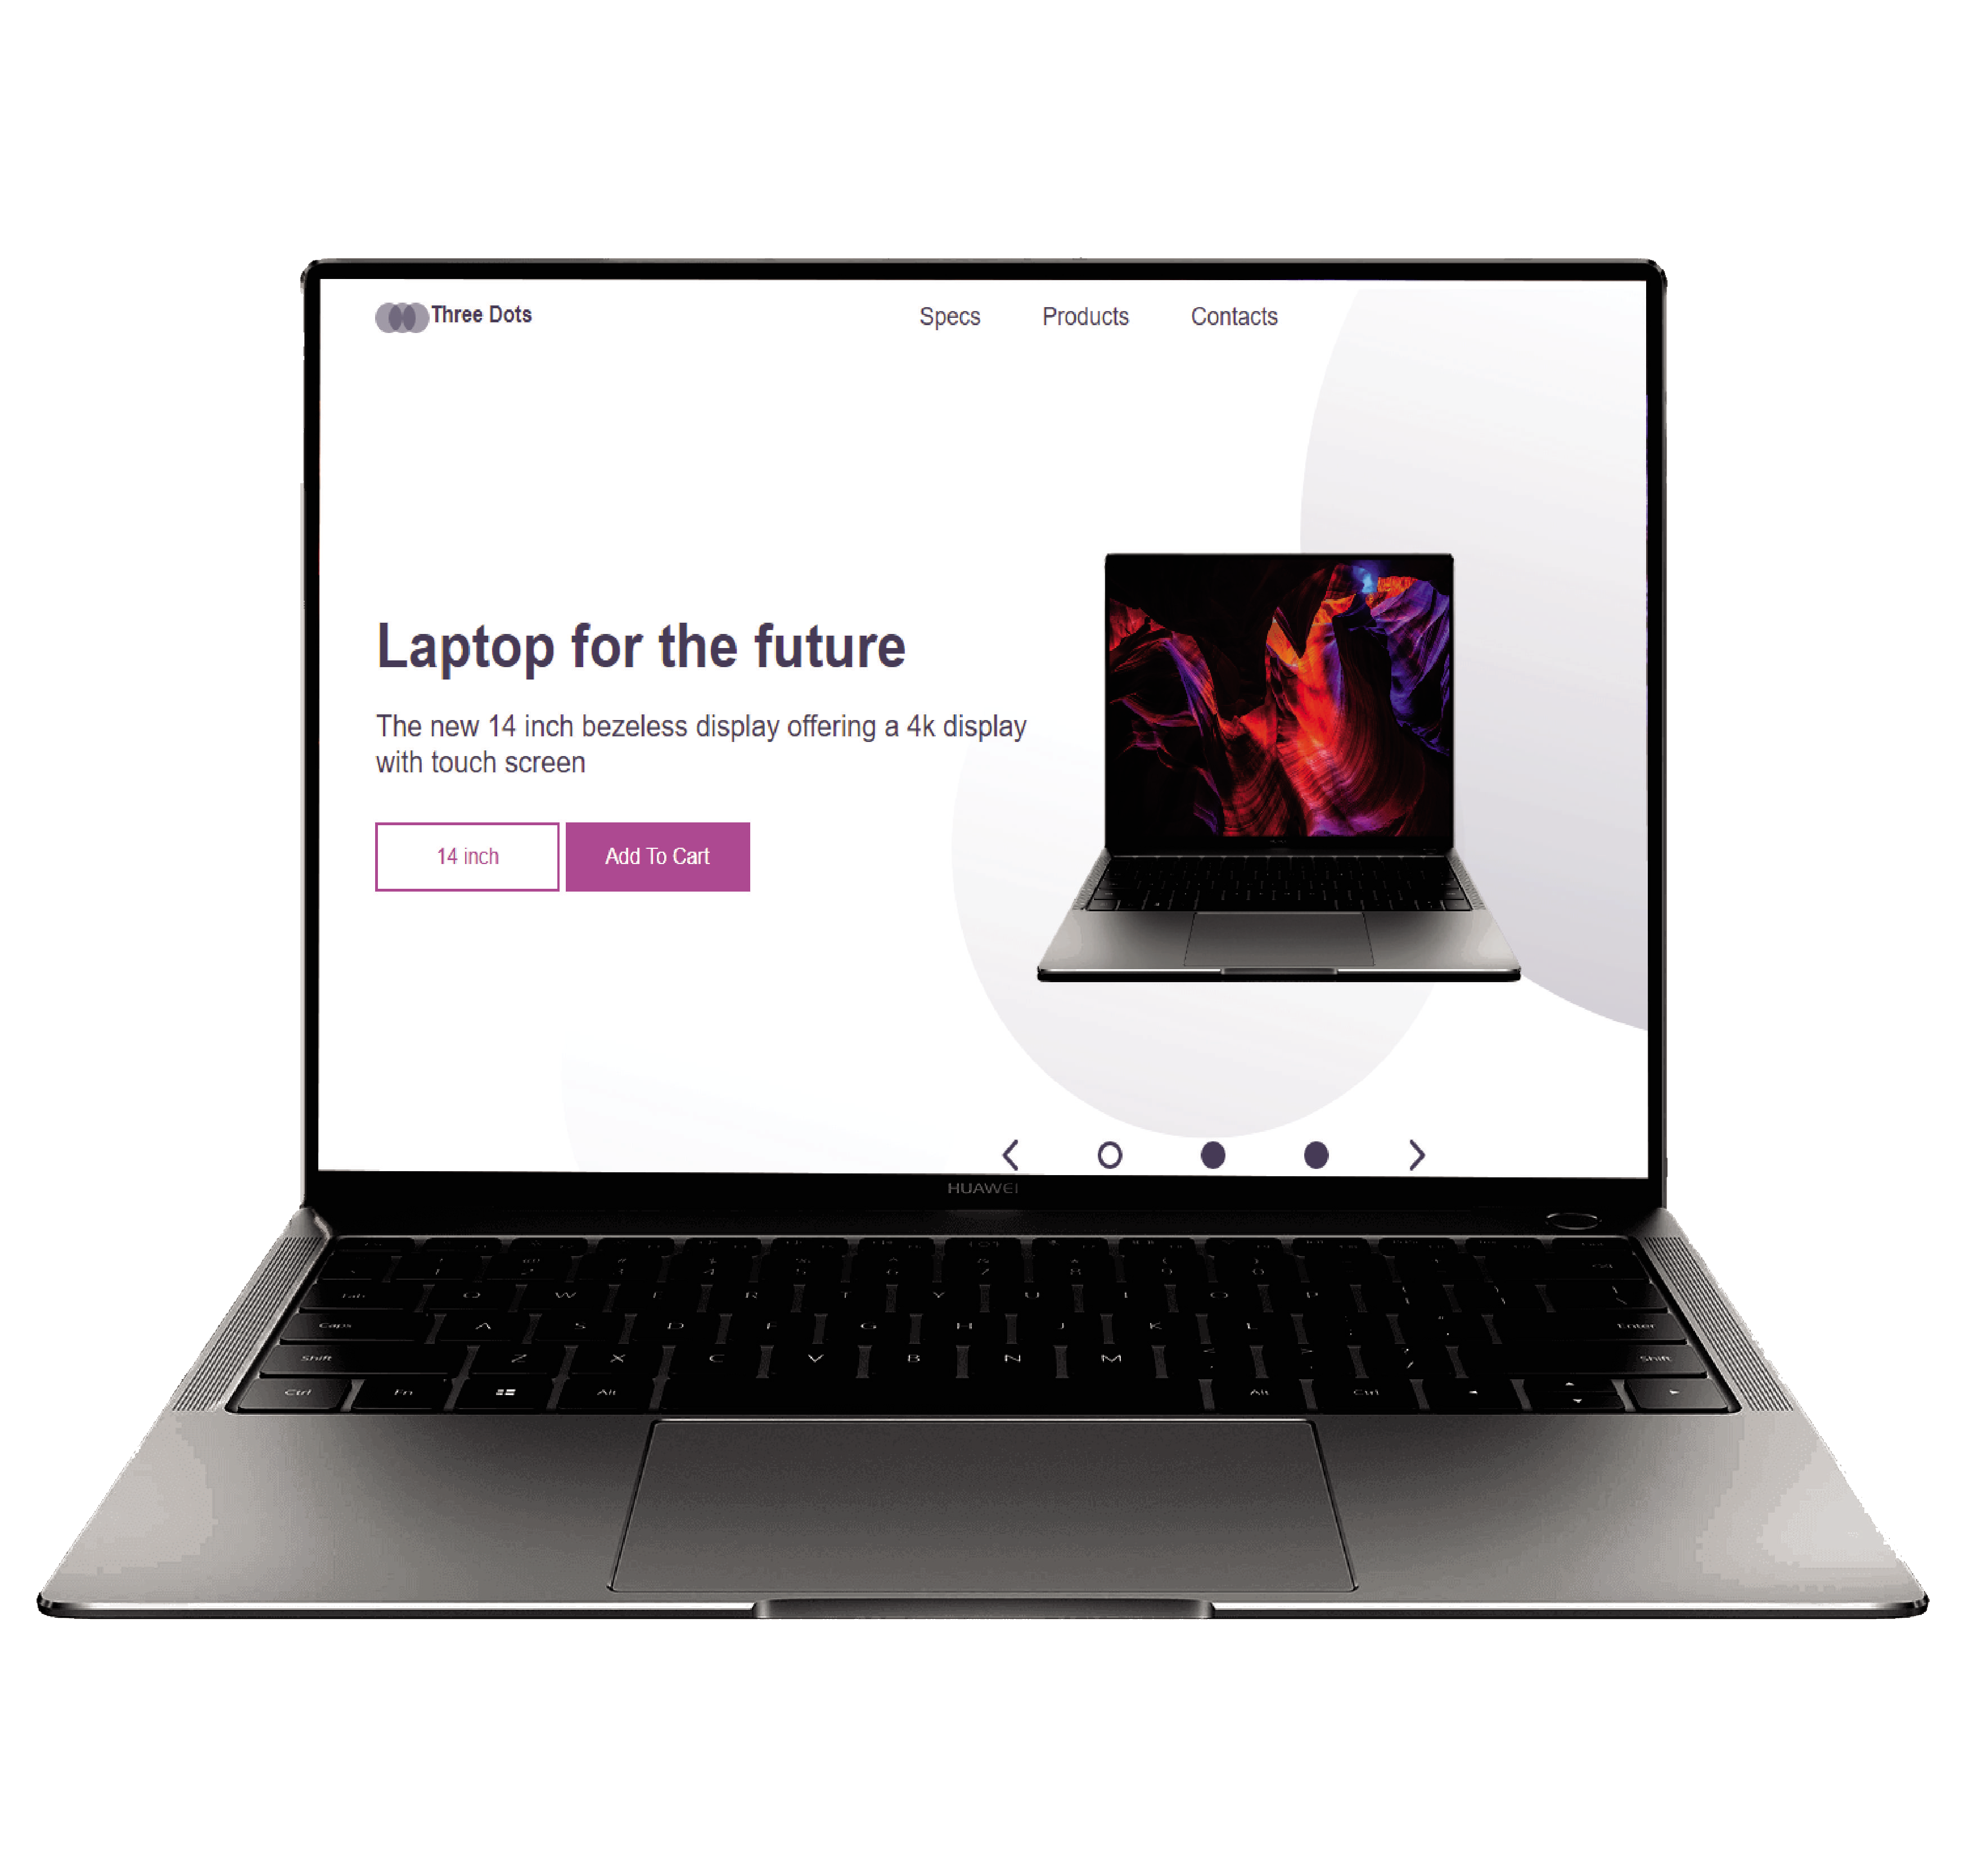 Three Dots
Specs Products Contacts
Laptop for the future
The new 14 inch bezeless display offering a 4k display
with touch screen
14 inch
Add To Cart
HUAWEI
Tab Q W E R T Y U I O P
Caps A S D F G H J K L Enter
Shift Z X C V B N M Shift
Ctrl Fn Alt Alt Ctrl